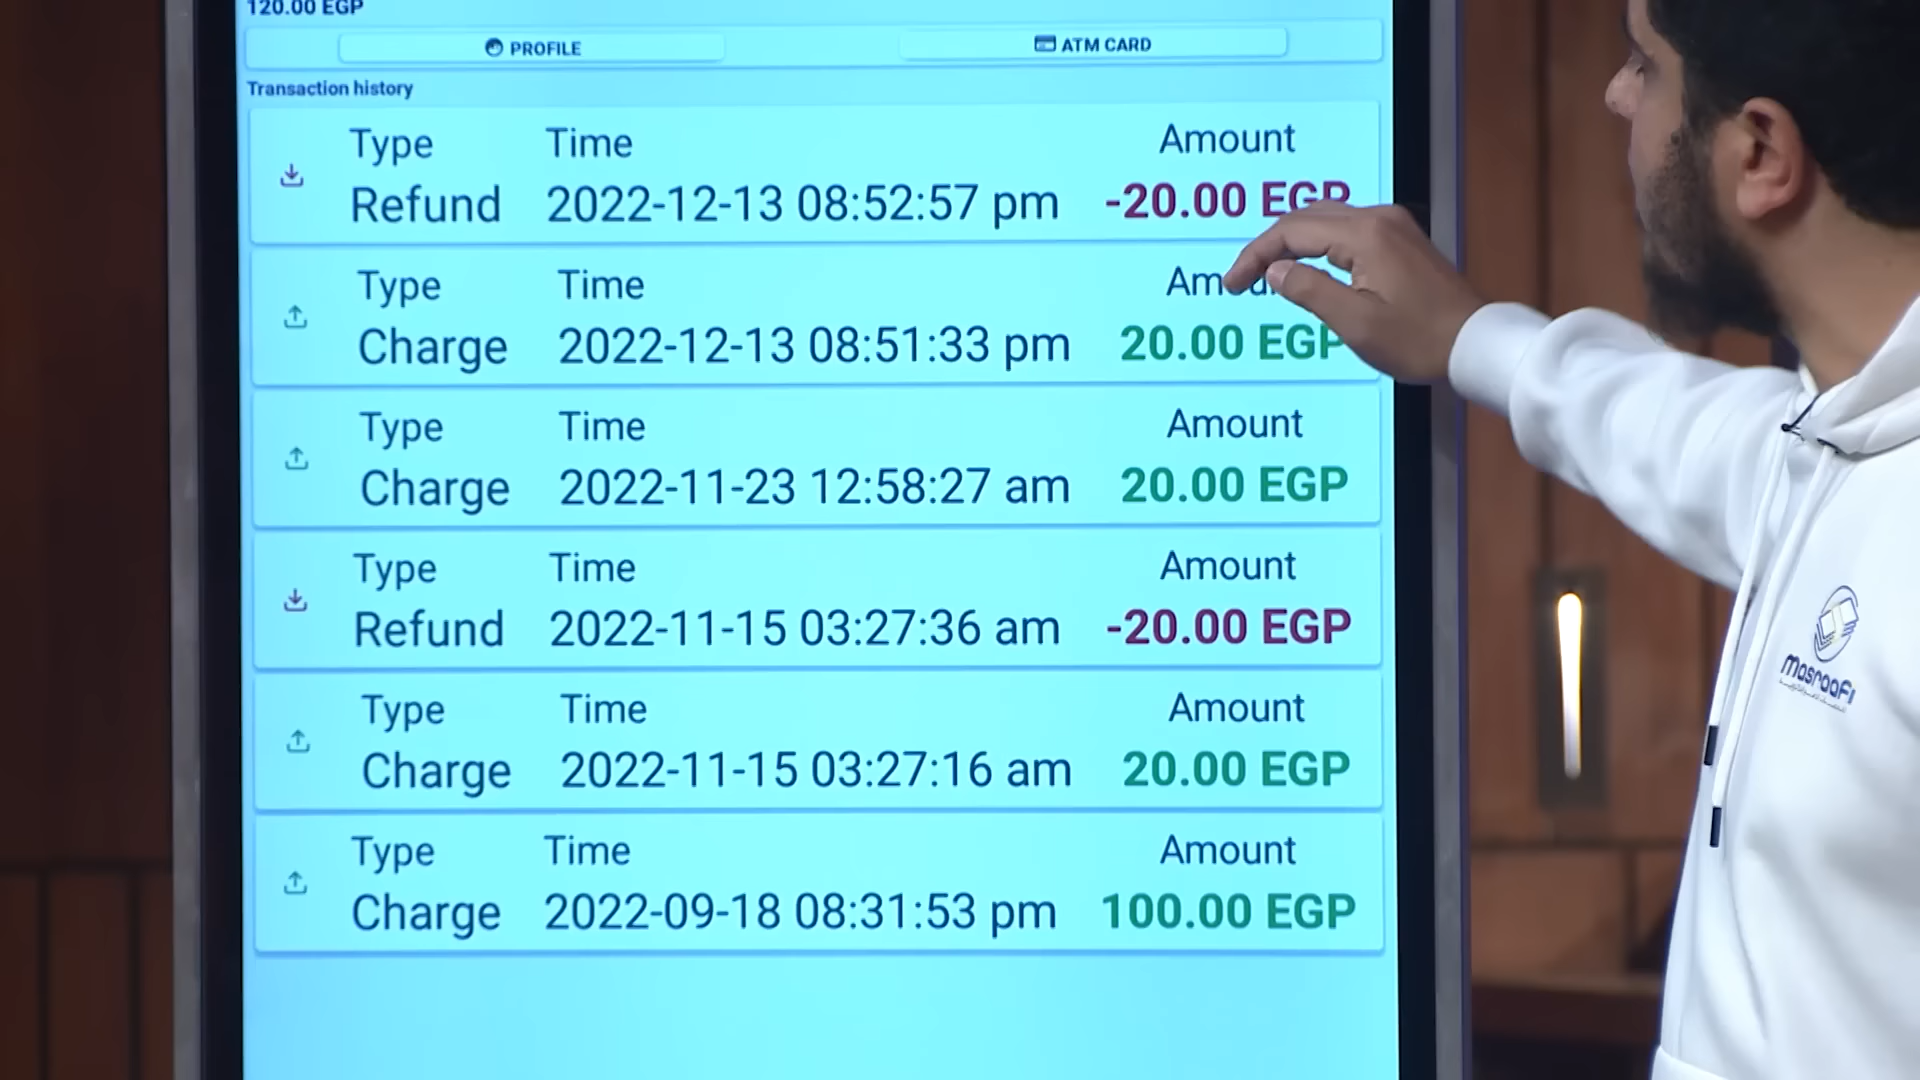 120.00 EGP
PROFILE
ATM CARD
Transaction history
Type Time Amount
Refund 2022-12-13 08:52:57 pm -20.00 EGP
Type Time
Charge 2022-12-13 08:51:33 pm 20.00 EGP
Type Time Amount
Charge 2022-11-23 12:58:27 am 20.00 EGP
Type Time Amount
Refund 2022-11-15 03:27:36 am -20.00 EGP
Type Time Amount
Charge 2022-11-15 03:27:16 am 20.00 EGP
Type Time Amount
Charge 2022-09-18 08:31:53 pm 100.00 EGP
masraafi